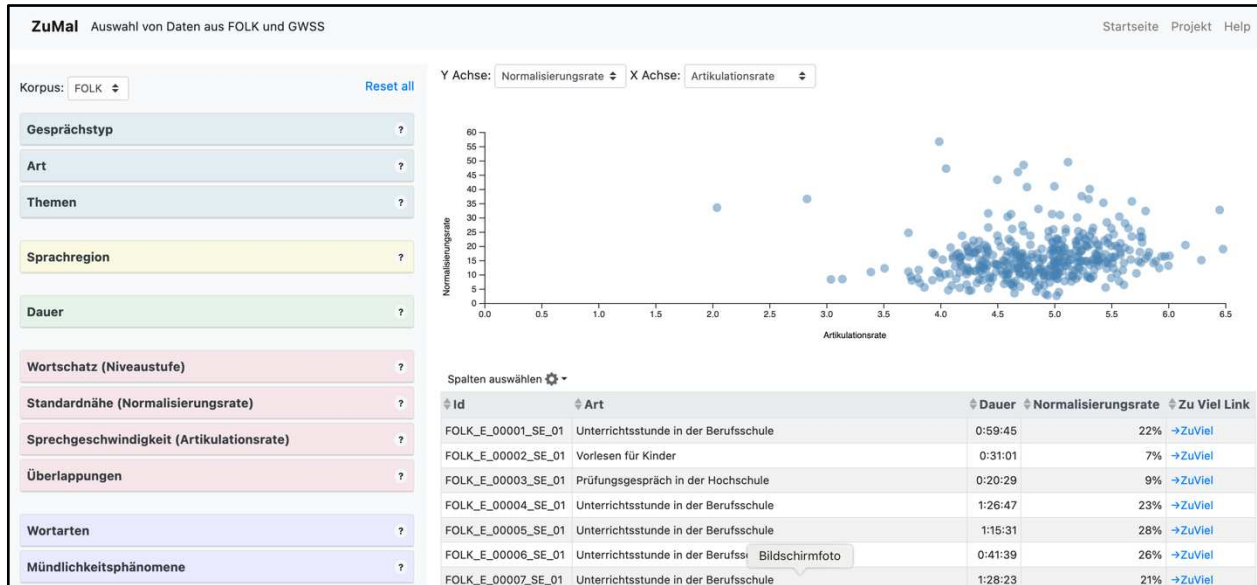 ZuMal Auswahl von Daten aus FOLK und GWSS Startseite Projekt Help
Korpus: FOLK Reset all
Gesprächstyp ?
Art ?
Themen ?
Sprachregion ?
Dauer ?
Wortschatz (Niveaustufe) ?
Standardnähe (Normalisierungsrate) ?
Sprechgeschwindigkeit (Artikulationsrate) ?
Überlappungen ?
Wortarten ?
Mündlichkeitsphänomene ?
Y Achse: Normalisierungsrate X Achse: Artikulationsrate
60
55
50
45
40
35
30
25
20
15
10
5
0
Normalisierungsrate
0.0 0.5 1.0 1.5 2.0 2.5 3.0 3.5 4.0 4.5 5.0 5.5 6.0 6.5
Artikulationsrate
Spalten auswählen
Id Art Dauer Normalisierungsrate Zu Viel Link
FOLK_E_00001_SE_01 Unterrichtsstunde in der Berufsschule 0:59:45 22% →ZuViel
FOLK_E_00002_SE_01 Vorlesen für Kinder 0:31:01 7% →ZuViel
FOLK_E_00003_SE_01 Prüfungsgespräch in der Hochschule 0:20:29 9% →ZuViel
FOLK_E_00004_SE_01 Unterrichtsstunde in der Berufsschule 1:26:47 23% →ZuViel
FOLK_E_00005_SE_01 Unterrichtsstunde in der Berufsschule 1:15:31 28% →ZuViel
FOLK_E_00006_SE_01 Unterrichtsstunde in der Berufss Bildschirmfoto 0:41:39 26% →ZuViel
FOLK_E_00007_SE_01 Unterrichtsstunde in der Berufsschule 1:28:23 21% →ZuViel